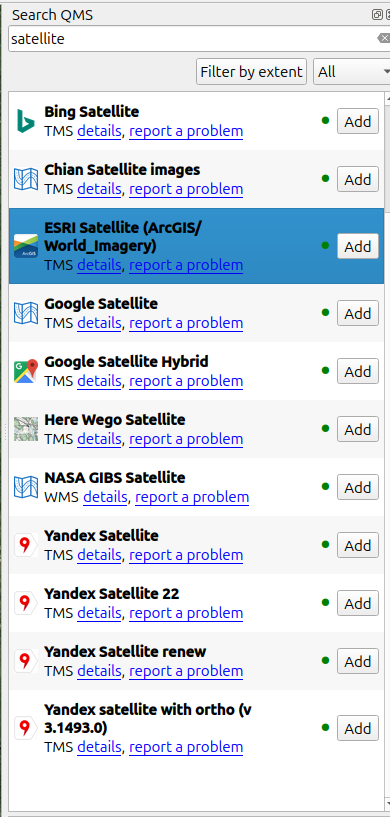 Search QMS
satellite
Filter by extent
All
Bing Satellite
TMS details, report a problem
Add
Chian Satellite images
TMS details, report a problem
Add
ESRI Satellite (ArcGIS/
World_Imagery)
TMS details, report a problem
Add
Google Satellite
TMS details, report a problem
Add
Google Satellite Hybrid
TMS details, report a problem
Add
Here Wego Satellite
TMS details, report a problem
Add
NASA GIBS Satellite
WMS details, report a problem
Add
Yandex Satellite
TMS details, report a problem
Add
Yandex Satellite 22
TMS details, report a problem
Add
Yandex Satellite renew
TMS details, report a problem
Add
Yandex satellite with ortho (v
3.1493.0)
TMS details, report a problem
Add